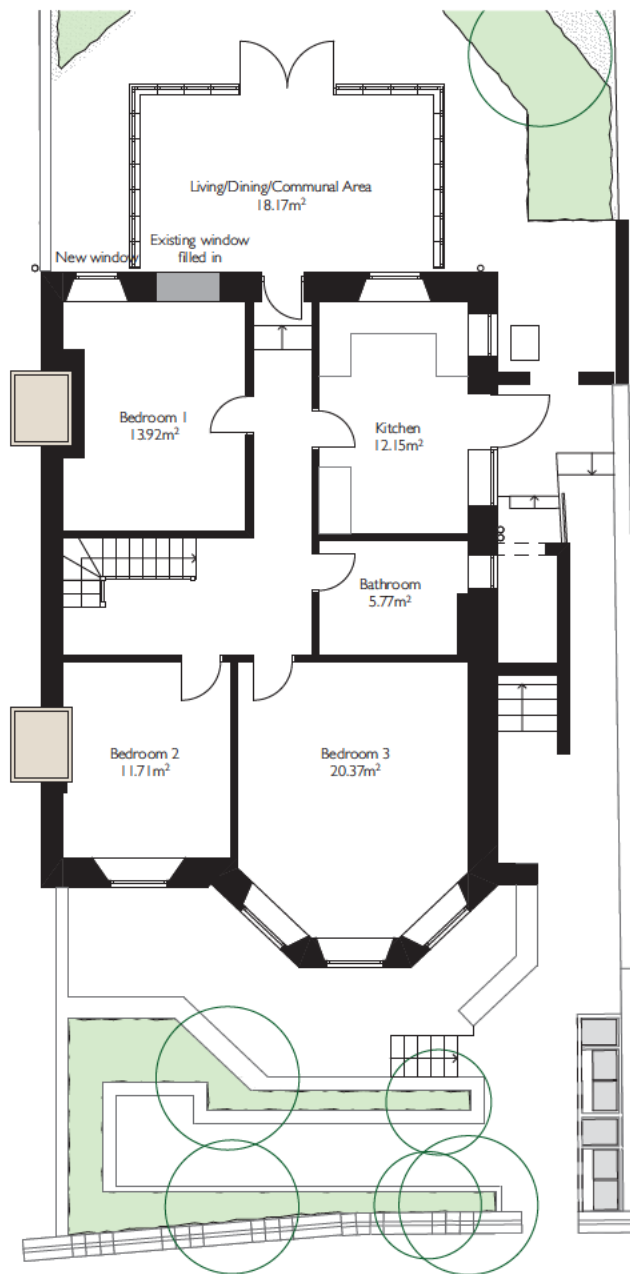 Living/Dining/Communal Area
18.17m²
New window
Existing window
filled in
Bedroom 1
13.92m²
Kitchen
12.15m²
Bathroom
5.77m²
Bedroom 2
11.71m²
Bedroom 3
20.37m²